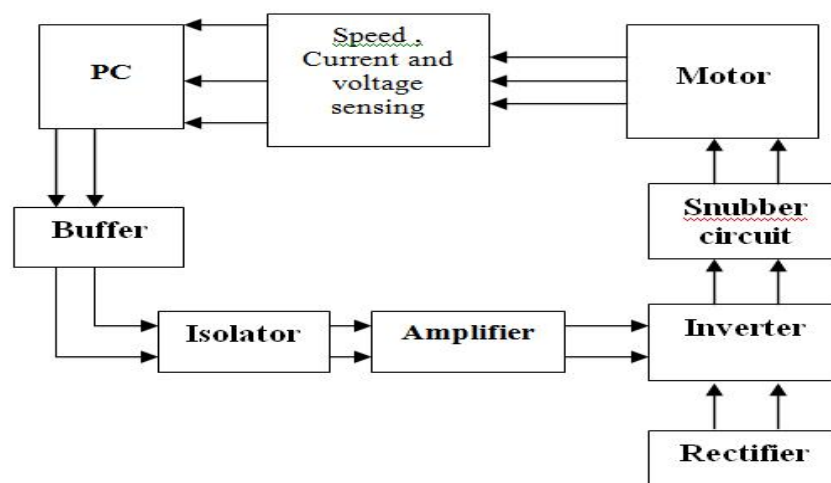 PC
Speed ,
Current and
voltage
sensing
Motor
Buffer
Snubber
circuit
Isolator
Amplifier
Inverter
Rectifier